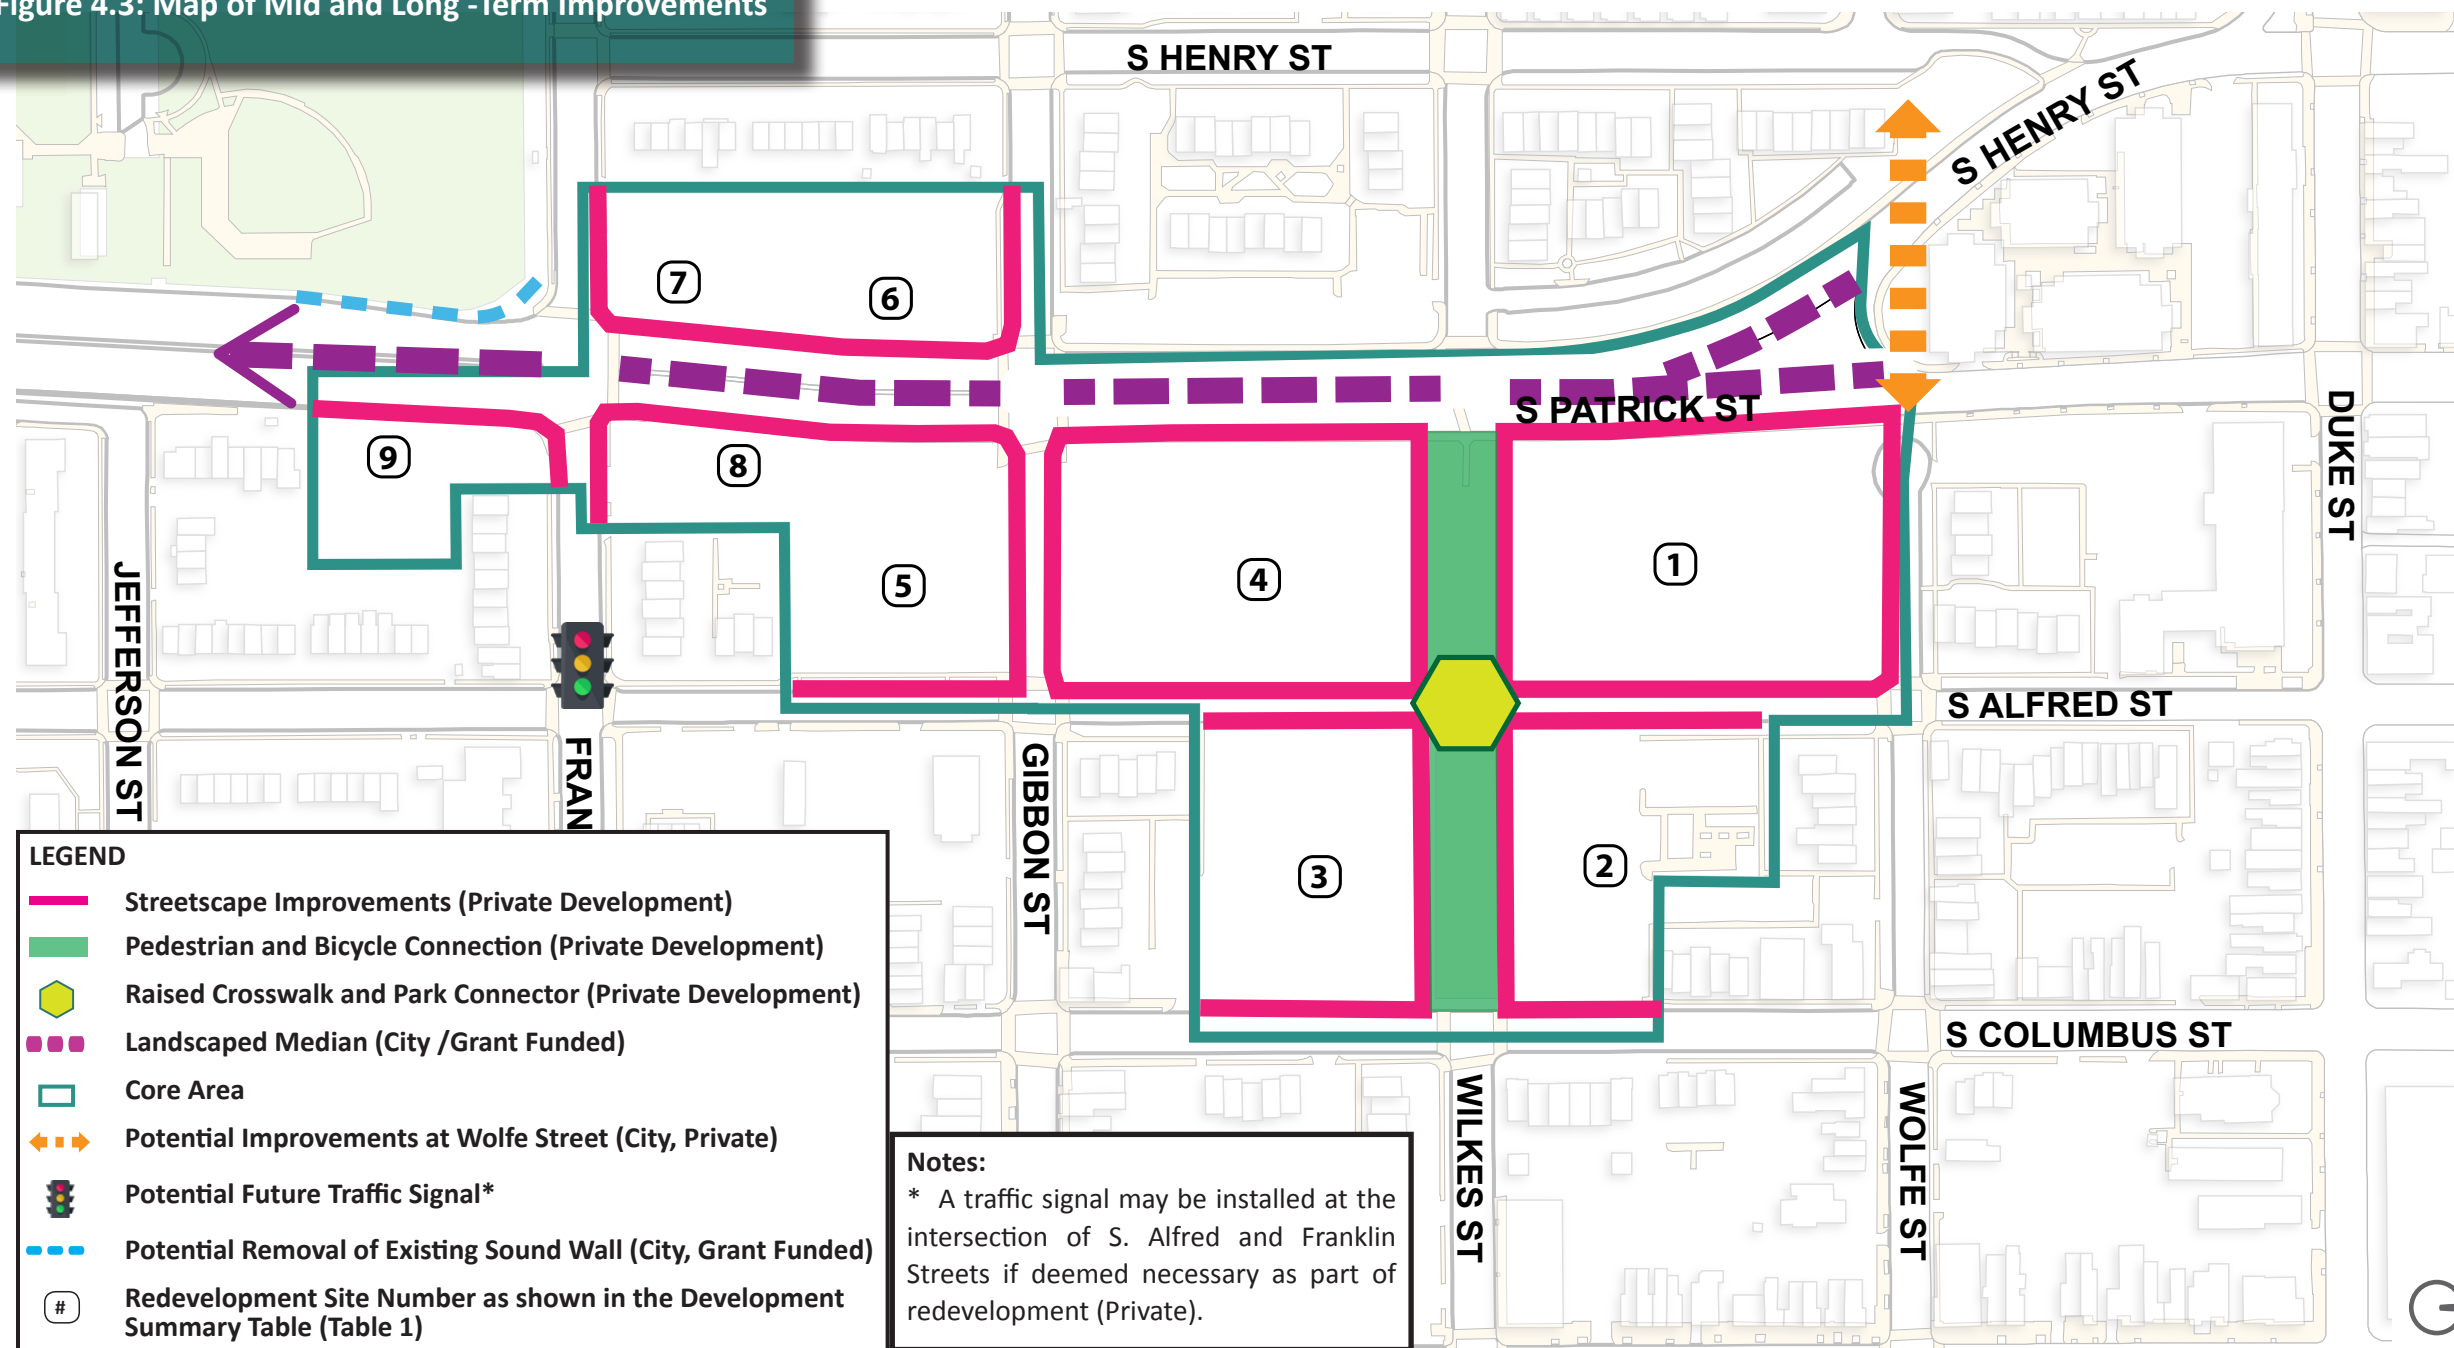 Figure 4.3: Map of Mid and Long -Term Improvements
S HENRY ST
S HENRY ST
7
6
S PATRICK ST
DUKE ST
9
8
5
4
1
JEFFERSON ST
S ALFRED ST
FRAN
GIBBON ST
3
2
S COLUMBUS ST
WILKES ST
WOLFE ST
LEGEND
Streetscape Improvements (Private Development)
Pedestrian and Bicycle Connection (Private Development)
Raised Crosswalk and Park Connector (Private Development)
Landscaped Median (City /Grant Funded)
Core Area
Potential Improvements at Wolfe Street (City, Private)
Potential Future Traffic Signal*
Potential Removal of Existing Sound Wall (City, Grant Funded)
# Redevelopment Site Number as shown in the Development
Summary Table (Table 1)
Notes:
* A traffic signal may be installed at the
intersection of S. Alfred and Franklin
Streets if deemed necessary as part of
redevelopment (Private).